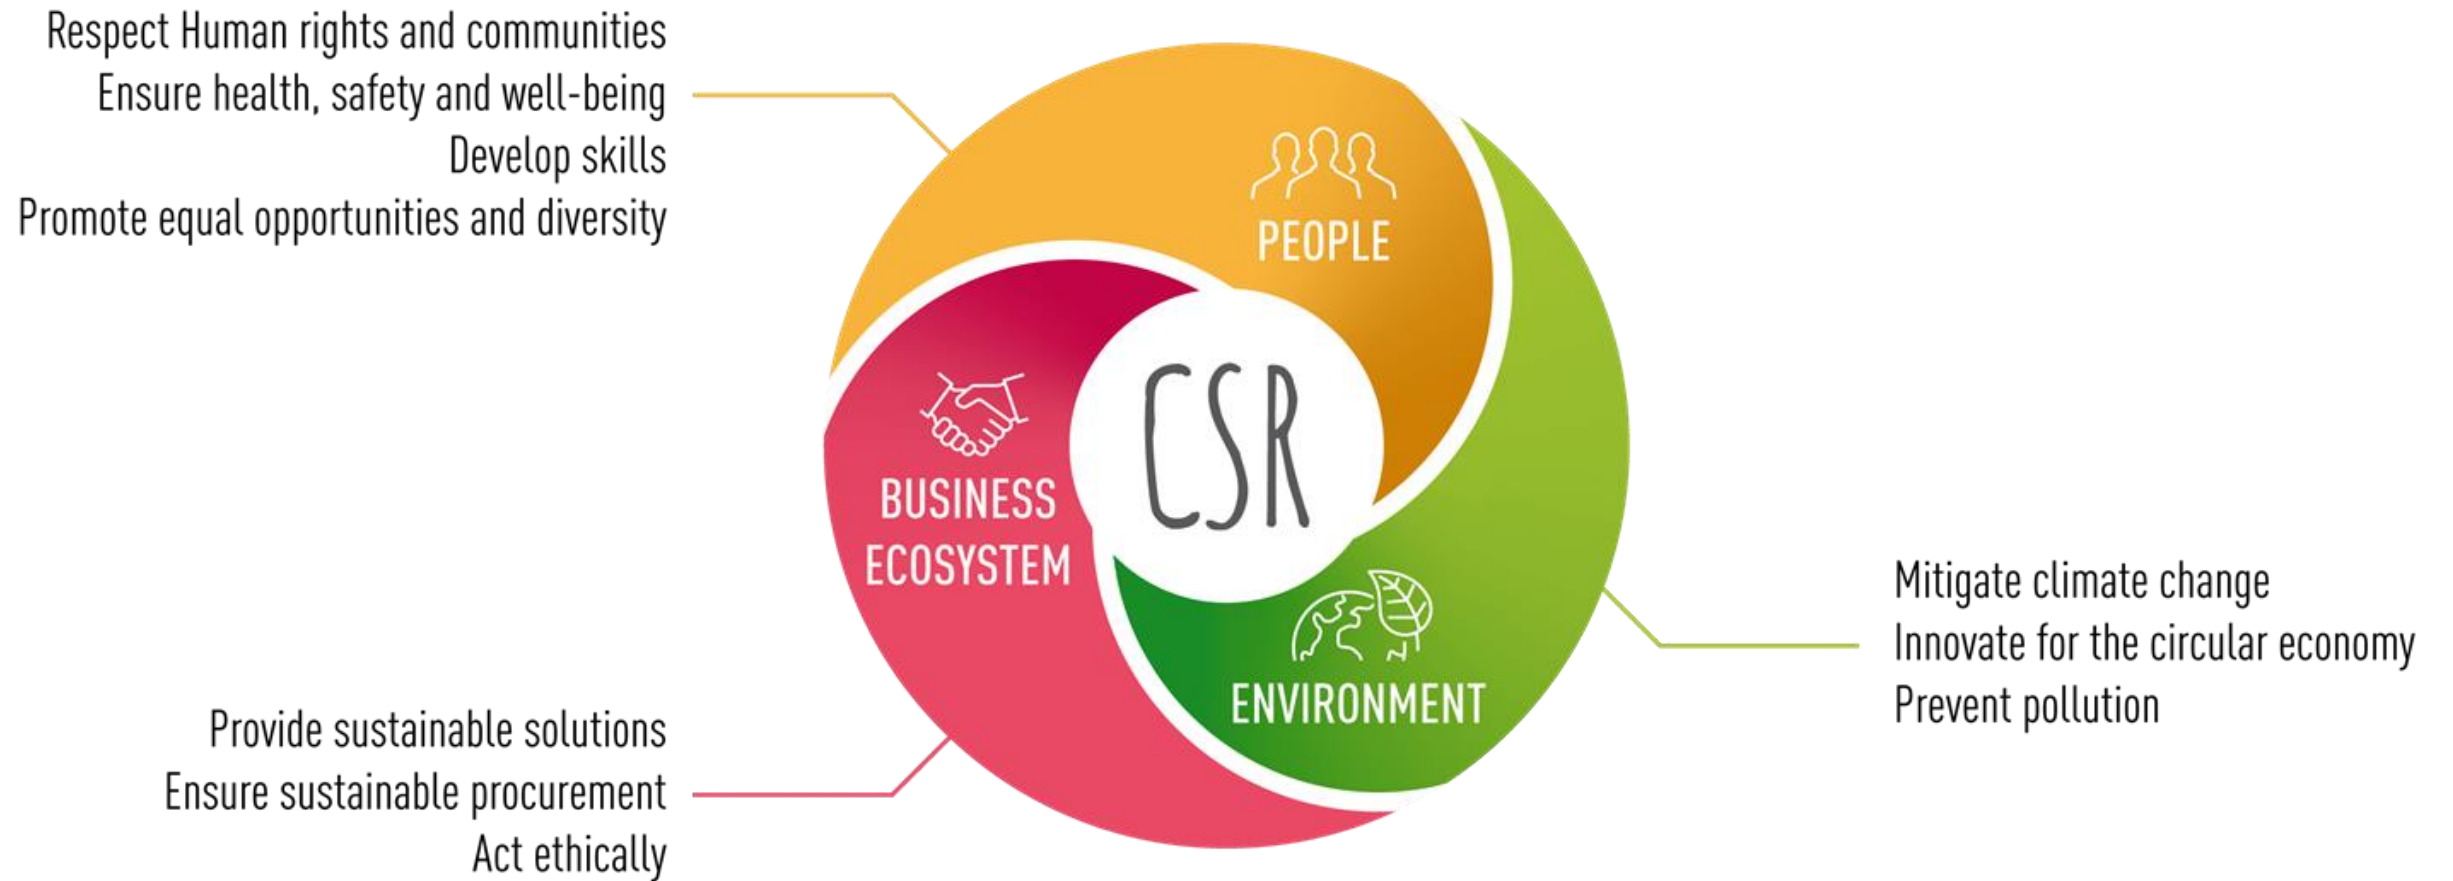 Respect Human rights and communities
Ensure health, safety and well-being
Develop skills
Promote equal opportunities and diversity
PEOPLE
CSR
BUSINESS
ECOSYSTEM
ENVIRONMENT
Mitigate climate change
Innovate for the circular economy
Prevent pollution
Provide sustainable solutions
Ensure sustainable procurement
Act ethically